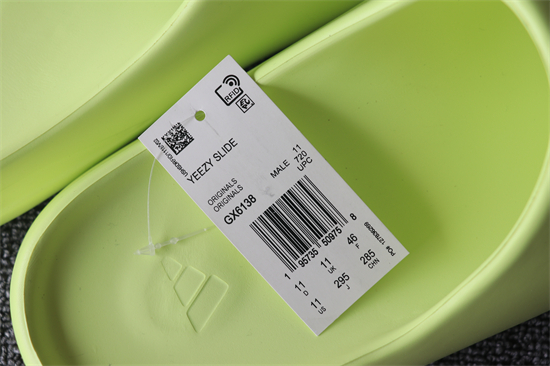 RFID
YEEZY SLIDE
ORIGINALS
ORIGINALS
GX6138
MALE 11
720
UPC
1 95735 50975 8
11 11 46
D UK F
11 295 285
US J CHN